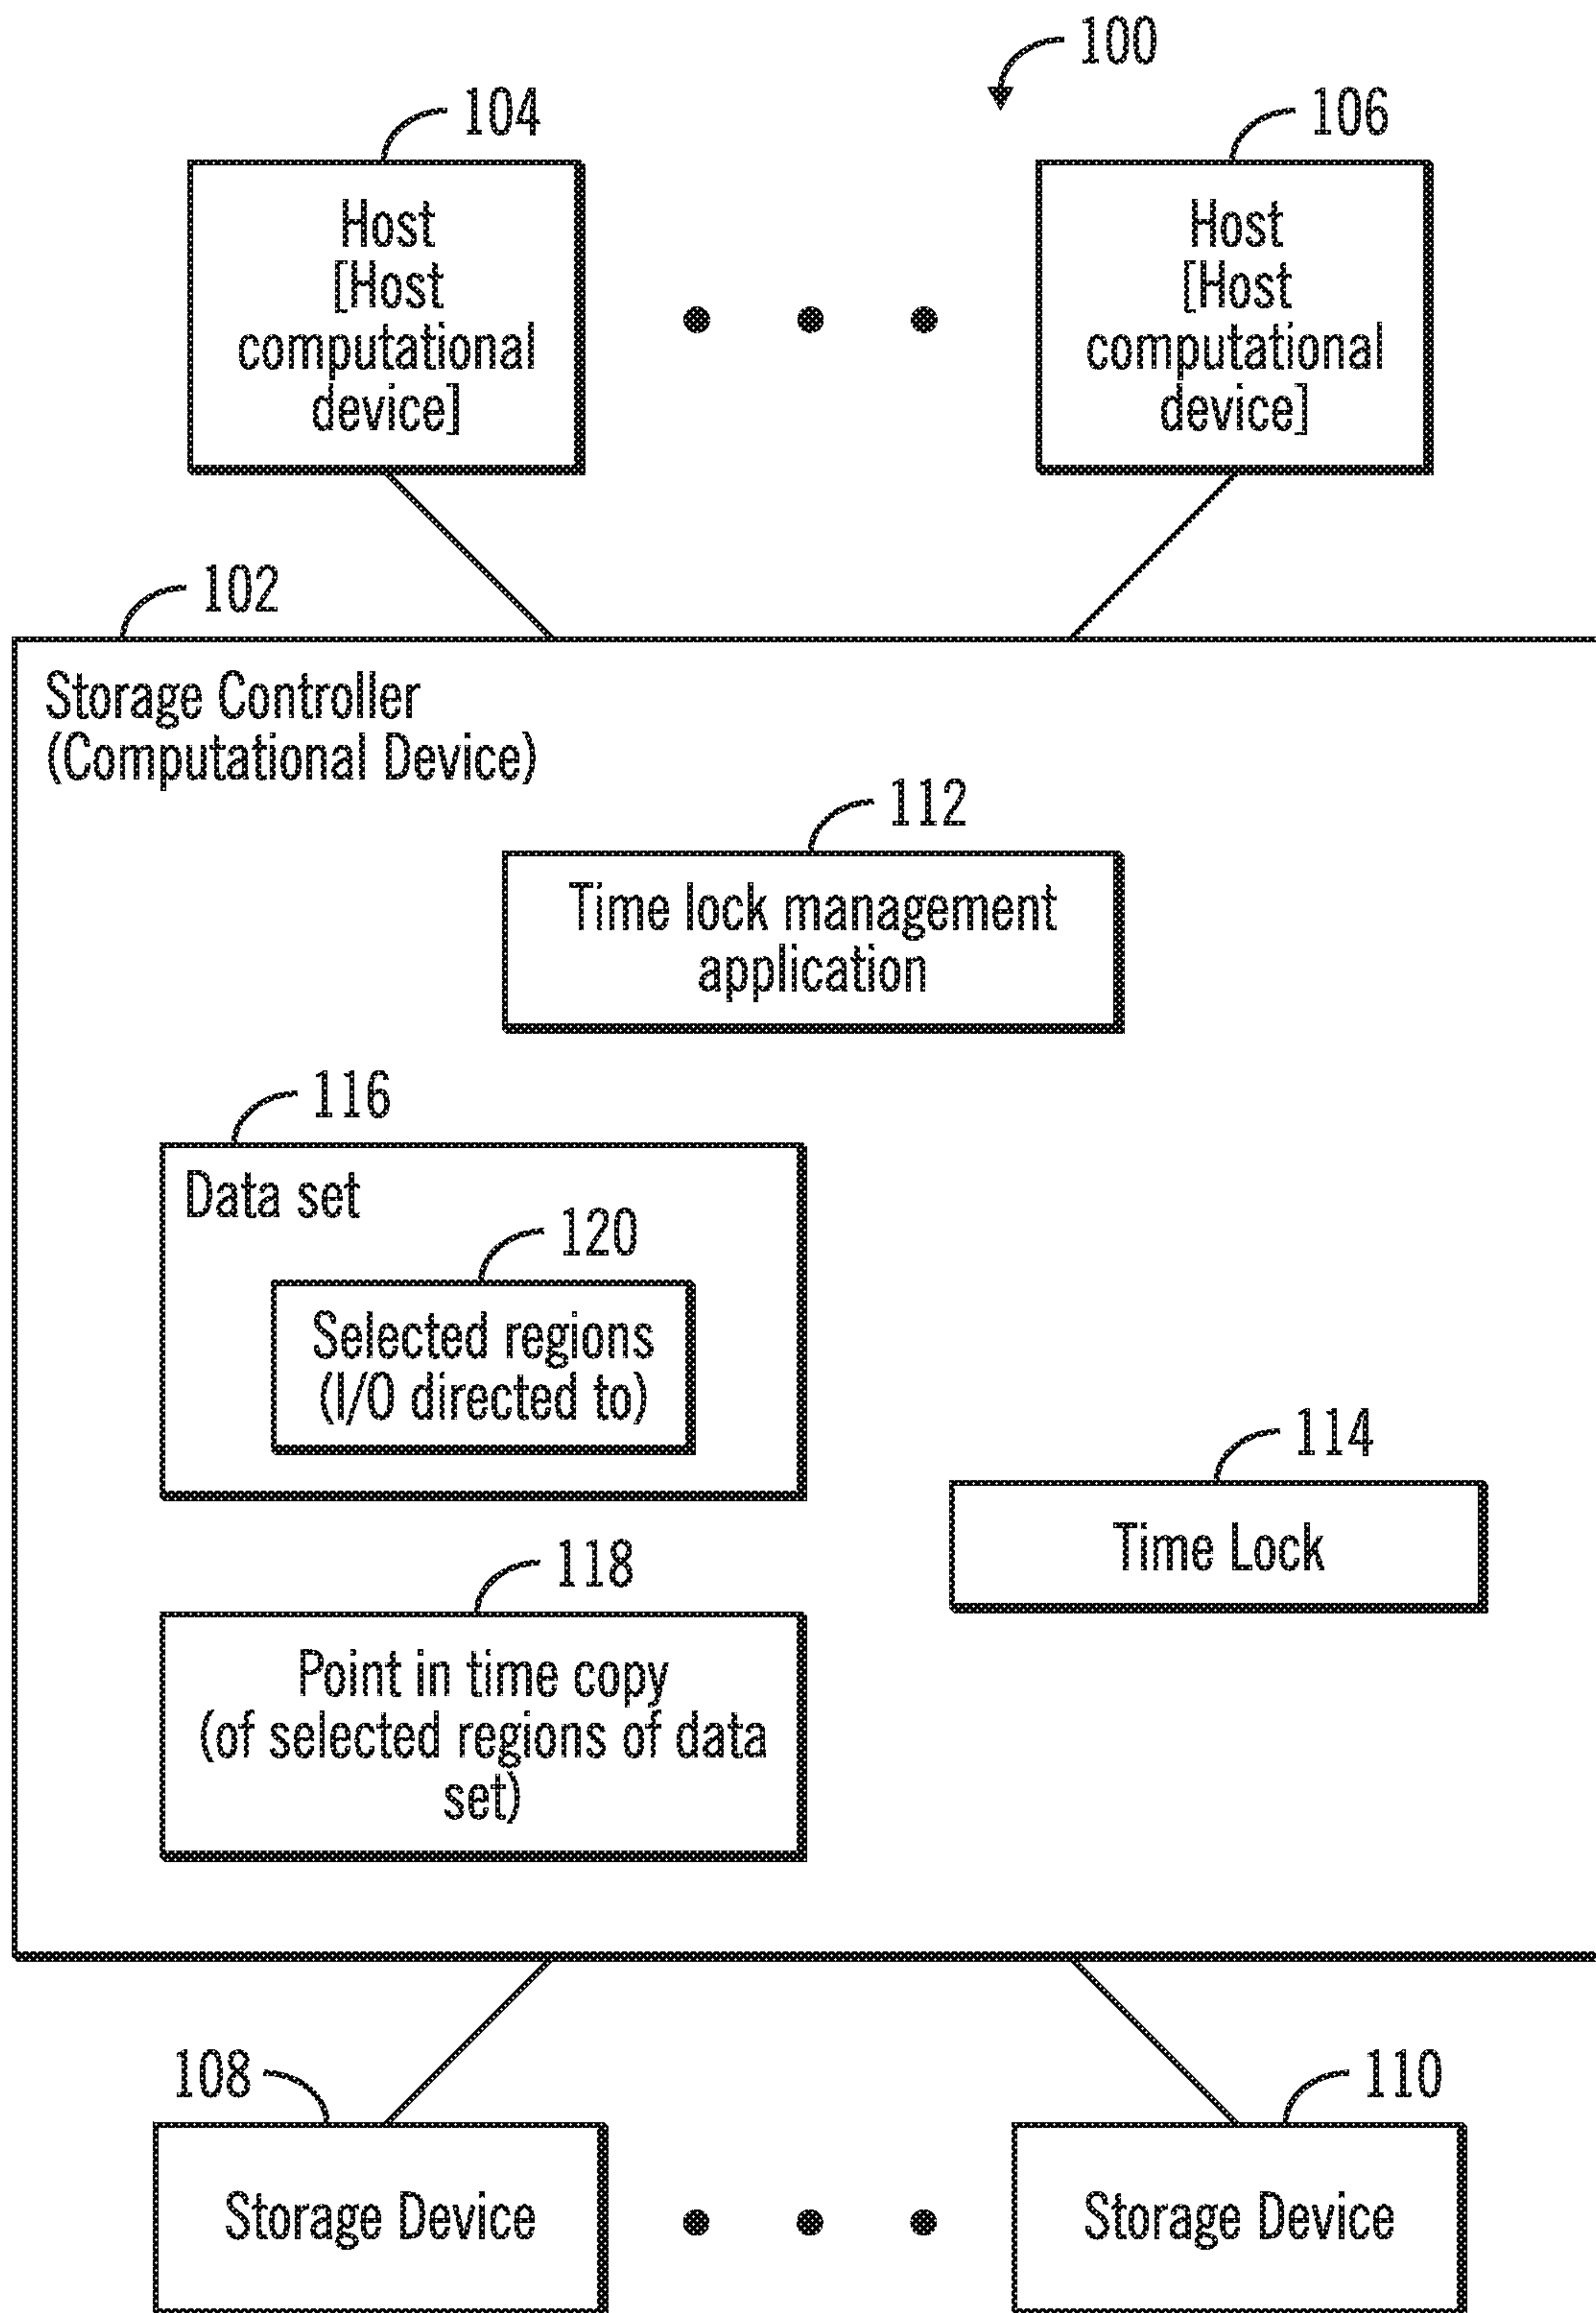 100
104
106
Host
[Host
computational
device]
Host
[Host
computational
device]
102
Storage Controller
(Computational Device)
112
Time lock management
application
116
Data set
120
Selected regions
(I/O directed to)
114
Time Lock
118
Point in time copy
(of selected regions of data
set)
108
110
Storage Device
Storage Device